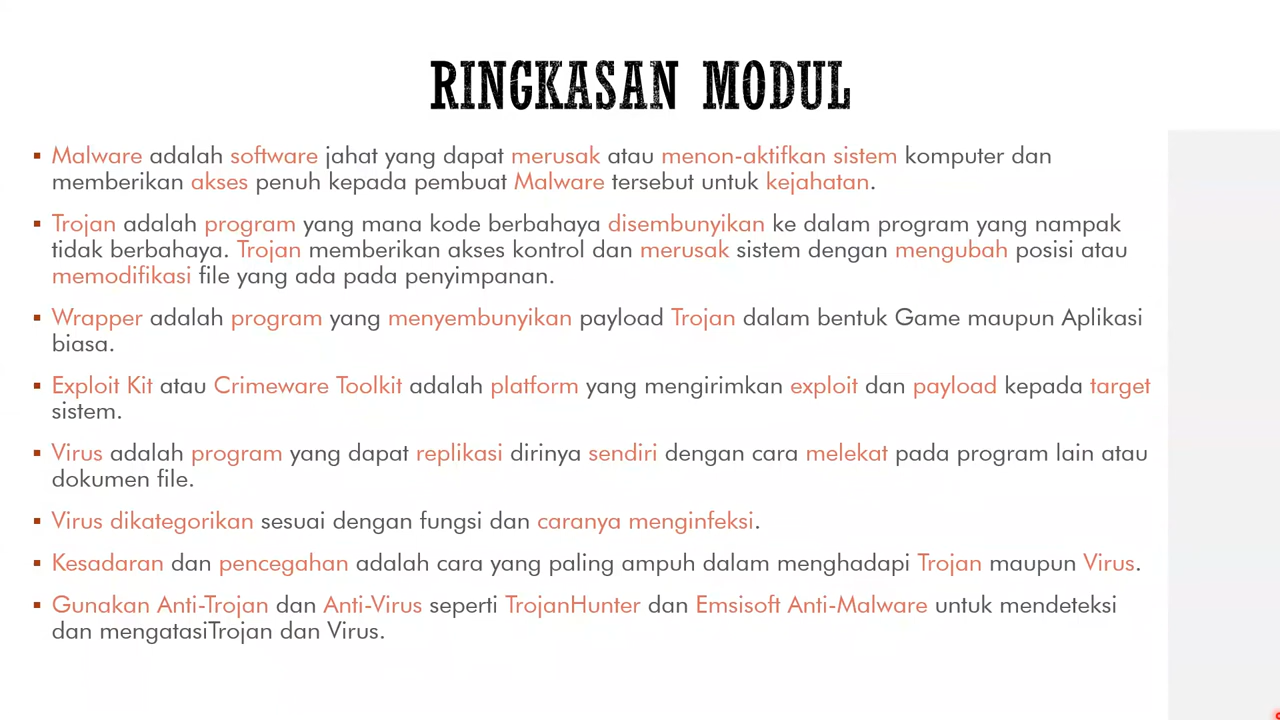 RINGKASAN MODUL
▪ Malware adalah software jahat yang dapat merusak atau menon-aktifkan sistem komputer dan
memberikan akses penuh kepada pembuat Malware tersebut untuk kejahatan.
▪ Trojan adalah program yang mana kode berbahaya disembunyikan ke dalam program yang nampak
tidak berbahaya. Trojan memberikan akses kontrol dan merusak sistem dengan mengubah posisi atau
memodifikasi file yang ada pada penyimpanan.
▪ Wrapper adalah program yang menyembunyikan payload Trojan dalam bentuk Game maupun Aplikasi
biasa.
▪ Exploit Kit atau Crimeware Toolkit adalah platform yang mengirimkan exploit dan payload kepada target
sistem.
▪ Virus adalah program yang dapat replikasi dirinya sendiri dengan cara melekat pada program lain atau
dokumen file.
▪ Virus dikategorikan sesuai dengan fungsi dan caranya menginfeksi.
▪ Kesadaran dan pencegahan adalah cara yang paling ampuh dalam menghadapi Trojan maupun Virus.
▪ Gunakan Anti-Trojan dan Anti-Virus seperti TrojanHunter dan Emsisoft Anti-Malware untuk mendeteksi
dan mengatasiTrojan dan Virus.